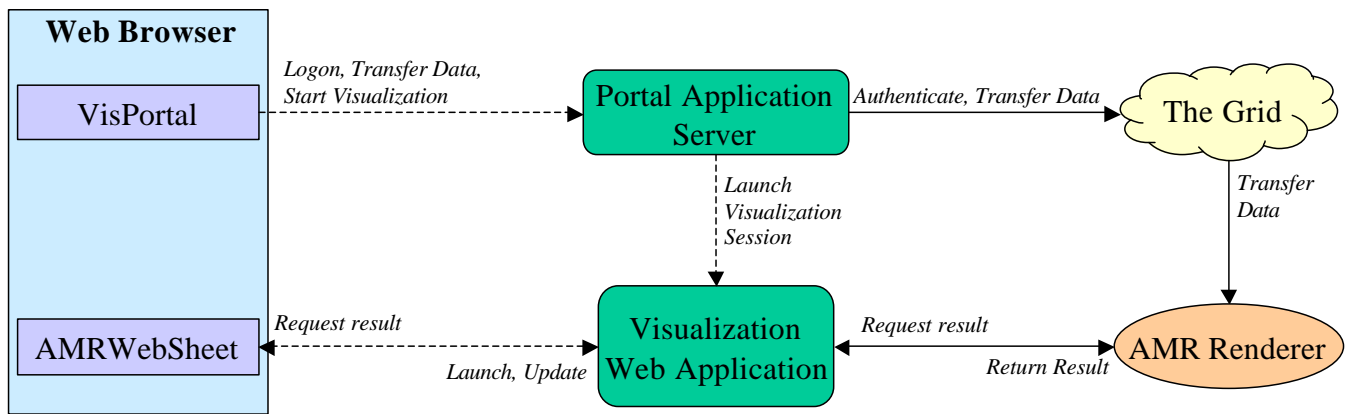 Web Browser
VisPortal
Logon, Transfer Data,
Start Visualization
Portal Application
Server
Authenticate, Transfer Data
The Grid
Launch
Visualization
Session
Transfer
Data
AMRWebSheet
Request result
Launch, Update
Visualization
Web Application
Request result
Return Result
AMR Renderer